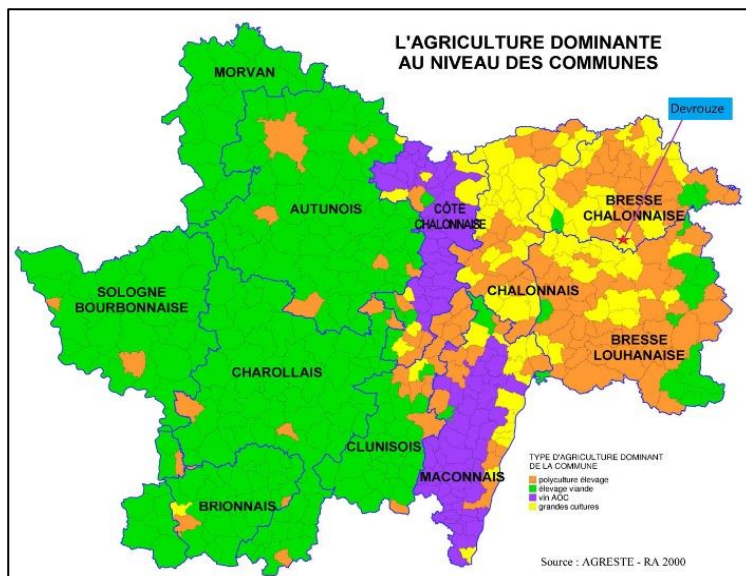 L'AGRICULTURE DOMINANTE
AU NIVEAU DES COMMUNES
MORVAN
Devrouze
AUTUNOIS
CÔTE
CHALONNAISE
BRESSE
CHALONNAISE
SOLOGNE
BOURBONNAISE
CHALONNAIS
BRESSE
LOUHANAISE
CHAROLLAIS
CLUNISOIS
MACONNAIS
BRIONNAIS
TYPE D'AGRICULTURE DOMINANT
DE LA COMMUNE
polyculture élevage
élevage viande
vin AOC
grandes cultures
Source : AGRESTE - RA 2000